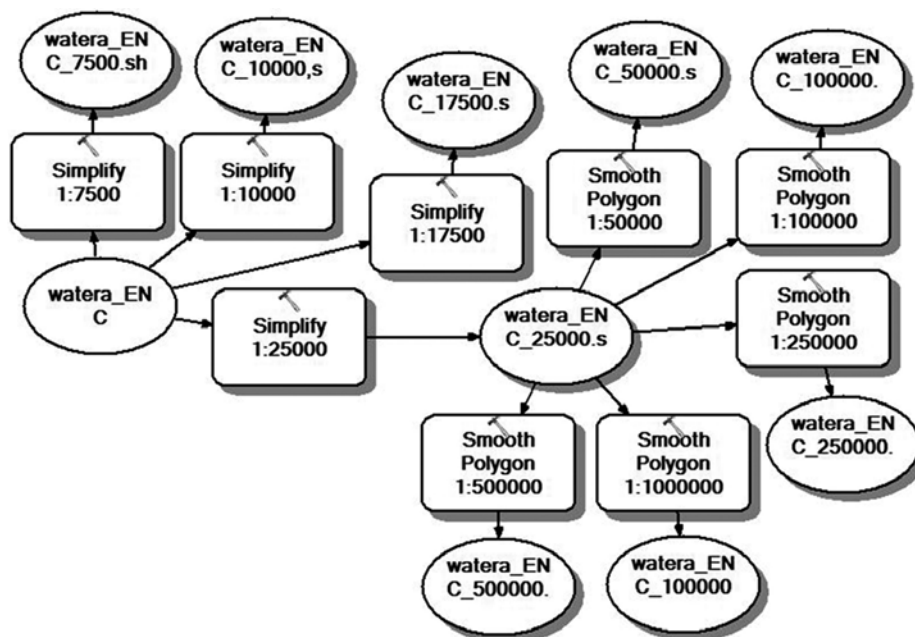 watera_EN
C_7500.sh
watera_EN
C_10000,s
watera_EN
C_17500.s
watera_EN
C_50000.s
watera_EN
C_100000.
Simplify
1:7500
Simplify
1:10000
Simplify
1:17500
Smooth
Polygon
1:50000
Smooth
Polygon
1:100000
watera_EN
C
Simplify
1:25000
watera_EN
C_25000.s
Smooth
Polygon
1:250000
Smooth
Polygon
1:500000
Smooth
Polygon
1:1000000
watera_EN
C_250000.
watera_EN
C_500000.
watera_EN
C_100000